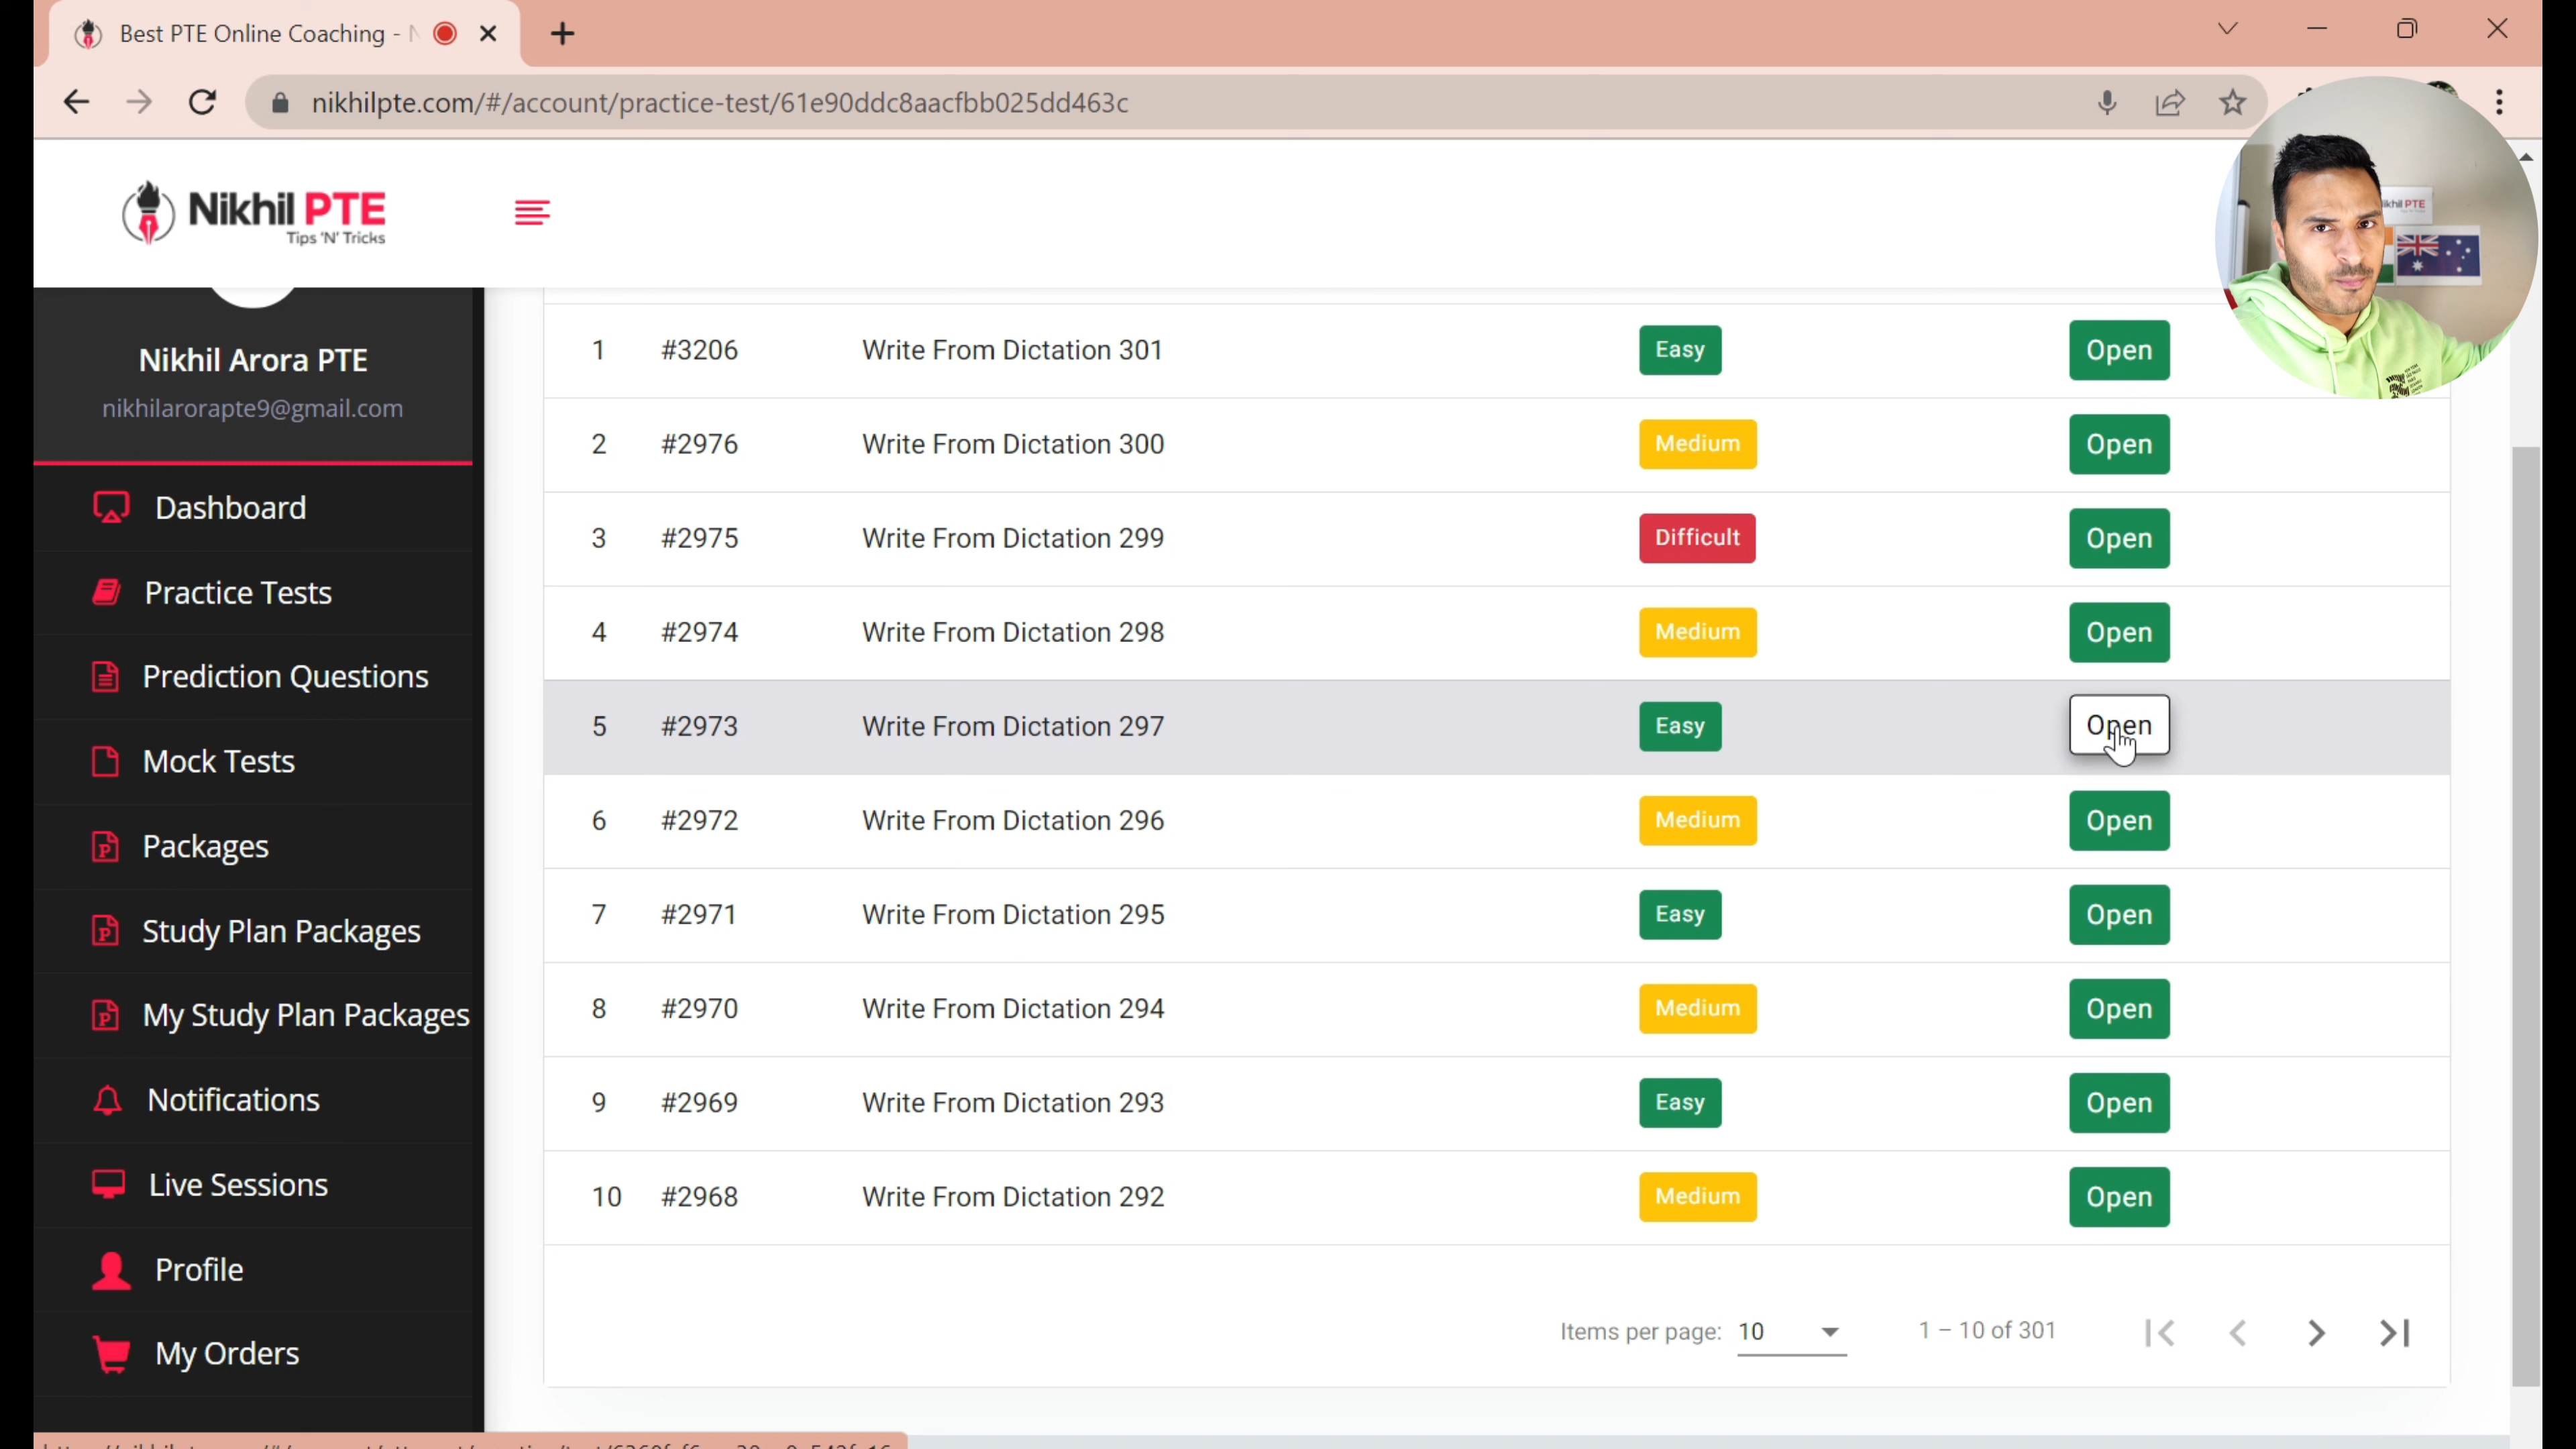 Best PTE Online Coaching - N
nikhilpte.com/#/account/practice-test/61e90ddc8aacfbb025dd463c
Nikhil PTE
Tips 'N' Tricks
ikhil PTE
Nikhil Arora PTE
nikhilarorapte9@gmail.com
Dashboard
Practice Tests
Prediction Questions
Mock Tests
Packages
Study Plan Packages
My Study Plan Packages
Notifications
Live Sessions
Profile
My Orders
1 #3206 Write From Dictation 301 Easy Open
2 #2976 Write From Dictation 300 Medium Open
3 #2975 Write From Dictation 299 Difficult Open
4 #2974 Write From Dictation 298 Medium Open
5 #2973 Write From Dictation 297 Easy Open
6 #2972 Write From Dictation 296 Medium Open
7 #2971 Write From Dictation 295 Easy Open
8 #2970 Write From Dictation 294 Medium Open
9 #2969 Write From Dictation 293 Easy Open
10 #2968 Write From Dictation 292 Medium Open
Items per page: 10 1 – 10 of 301